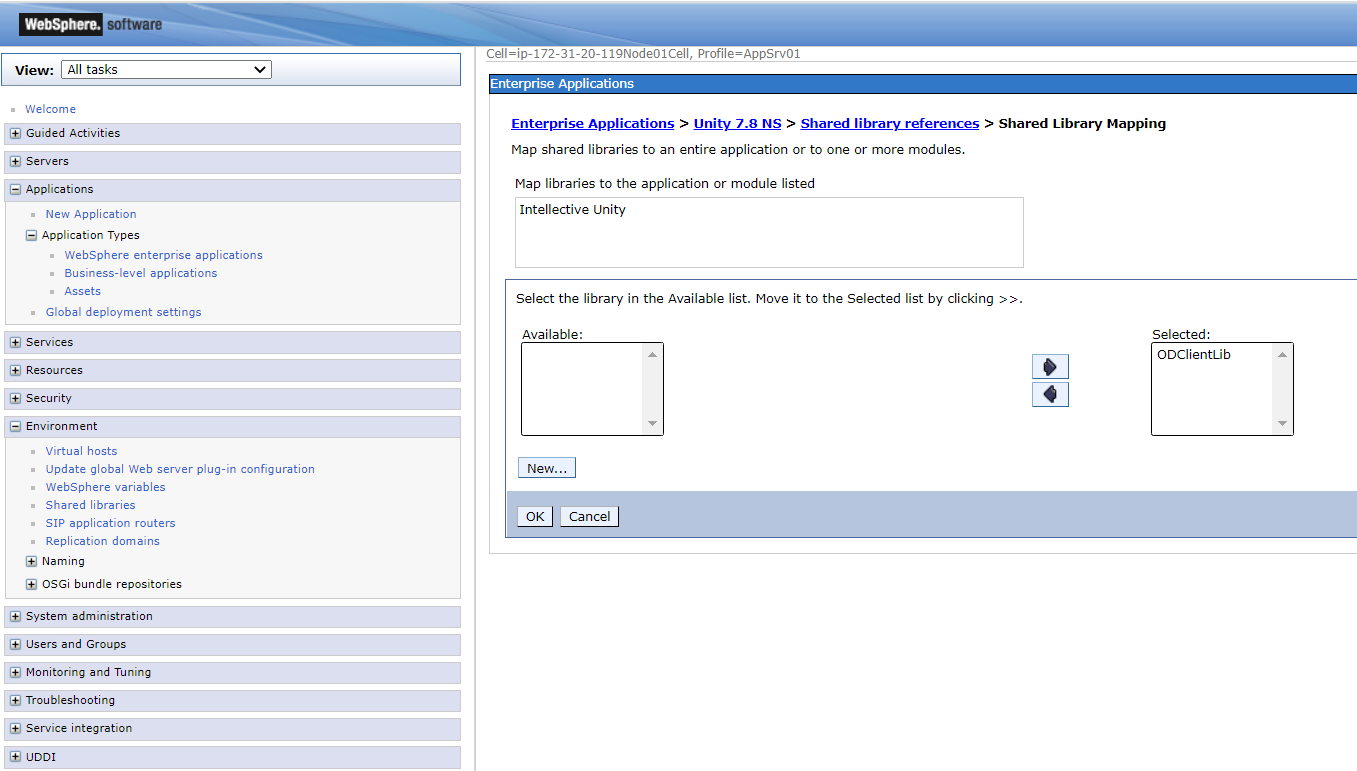 WebSphere. software
View: All tasks
Welcome
Guided Activities
Servers
Applications
New Application
Application Types
WebSphere enterprise applications
Business-level applications
Assets
Global deployment settings
Services
Resources
Security
Environment
Virtual hosts
Update global Web server plug-in configuration
WebSphere variables
Shared libraries
SIP application routers
Replication domains
Naming
OSGi bundle repositories
System administration
Users and Groups
Monitoring and Tuning
Troubleshooting
Service integration
UDDI
Cell=ip-172-31-20-119Node01Cell, Profile=AppSrv01
Enterprise Applications
Enterprise Applications > Unity 7.8 NS > Shared library references > Shared Library Mapping
Map shared libraries to an entire application or to one or more modules.
Map libraries to the application or module listed
Intellective Unity
Select the library in the Available list. Move it to the Selected list by clicking >>.
Available:
Selected:
ODClientLib
New...
OK Cancel